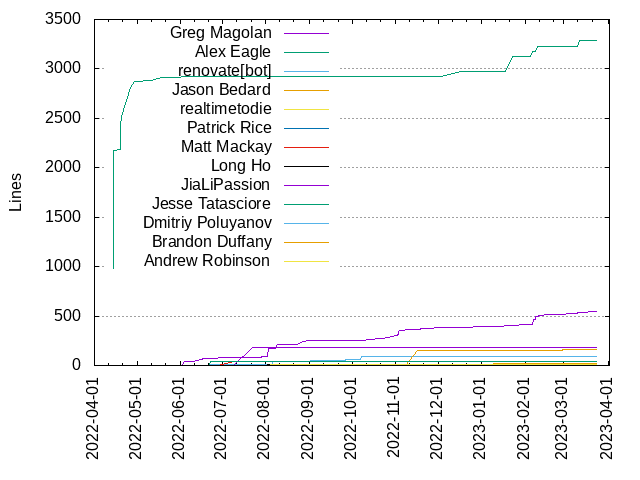 3500
3000
2500
2000
1500
1000
500
0
Lines
Greg Magolan
Alex Eagle
renovate[bot]
Jason Bedard
realtimetodie
Patrick Rice
Matt Mackay
Long Ho
JiaLiPassion
Jesse Tatasciore
Dmitriy Poluyanov
Brandon Duffany
Andrew Robinson
2022-04-01
2022-05-01
2022-06-01
2022-07-01
2022-08-01
2022-09-01
2022-10-01
2022-11-01
2022-12-01
2023-01-01
2023-02-01
2023-03-01
2023-04-01